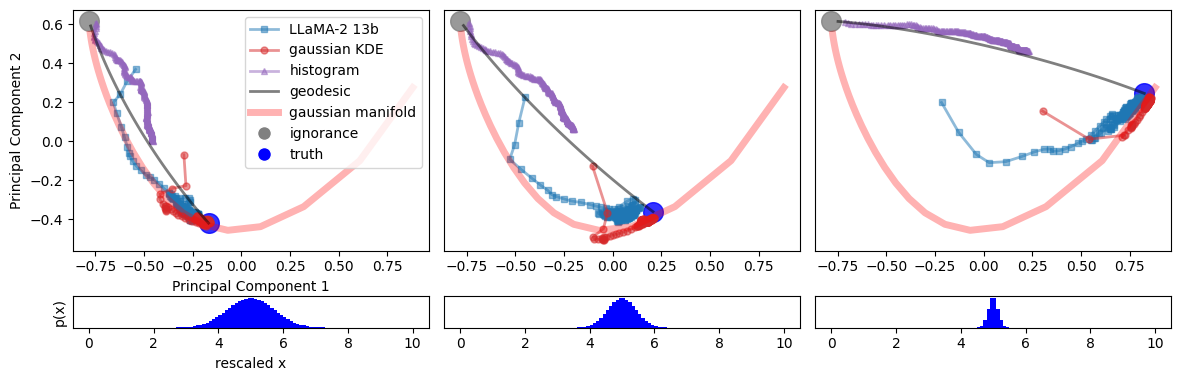 Principal Component 2
0.6
0.4
0.2
0.0
−0.2
−0.4
LLaMA-2 13b
gaussian KDE
histogram
geodesic
gaussian manifold
ignorance
truth
−0.75 −0.50 −0.25 0.00 0.25 0.50 0.75
−0.75 −0.50 −0.25 0.00 0.25 0.50 0.75
−0.75 −0.50 −0.25 0.00 0.25 0.50 0.75
Principal Component 1
p(x)
0 2 4 6 8 10
0 2 4 6 8 10
0 2 4 6 8 10
rescaled x